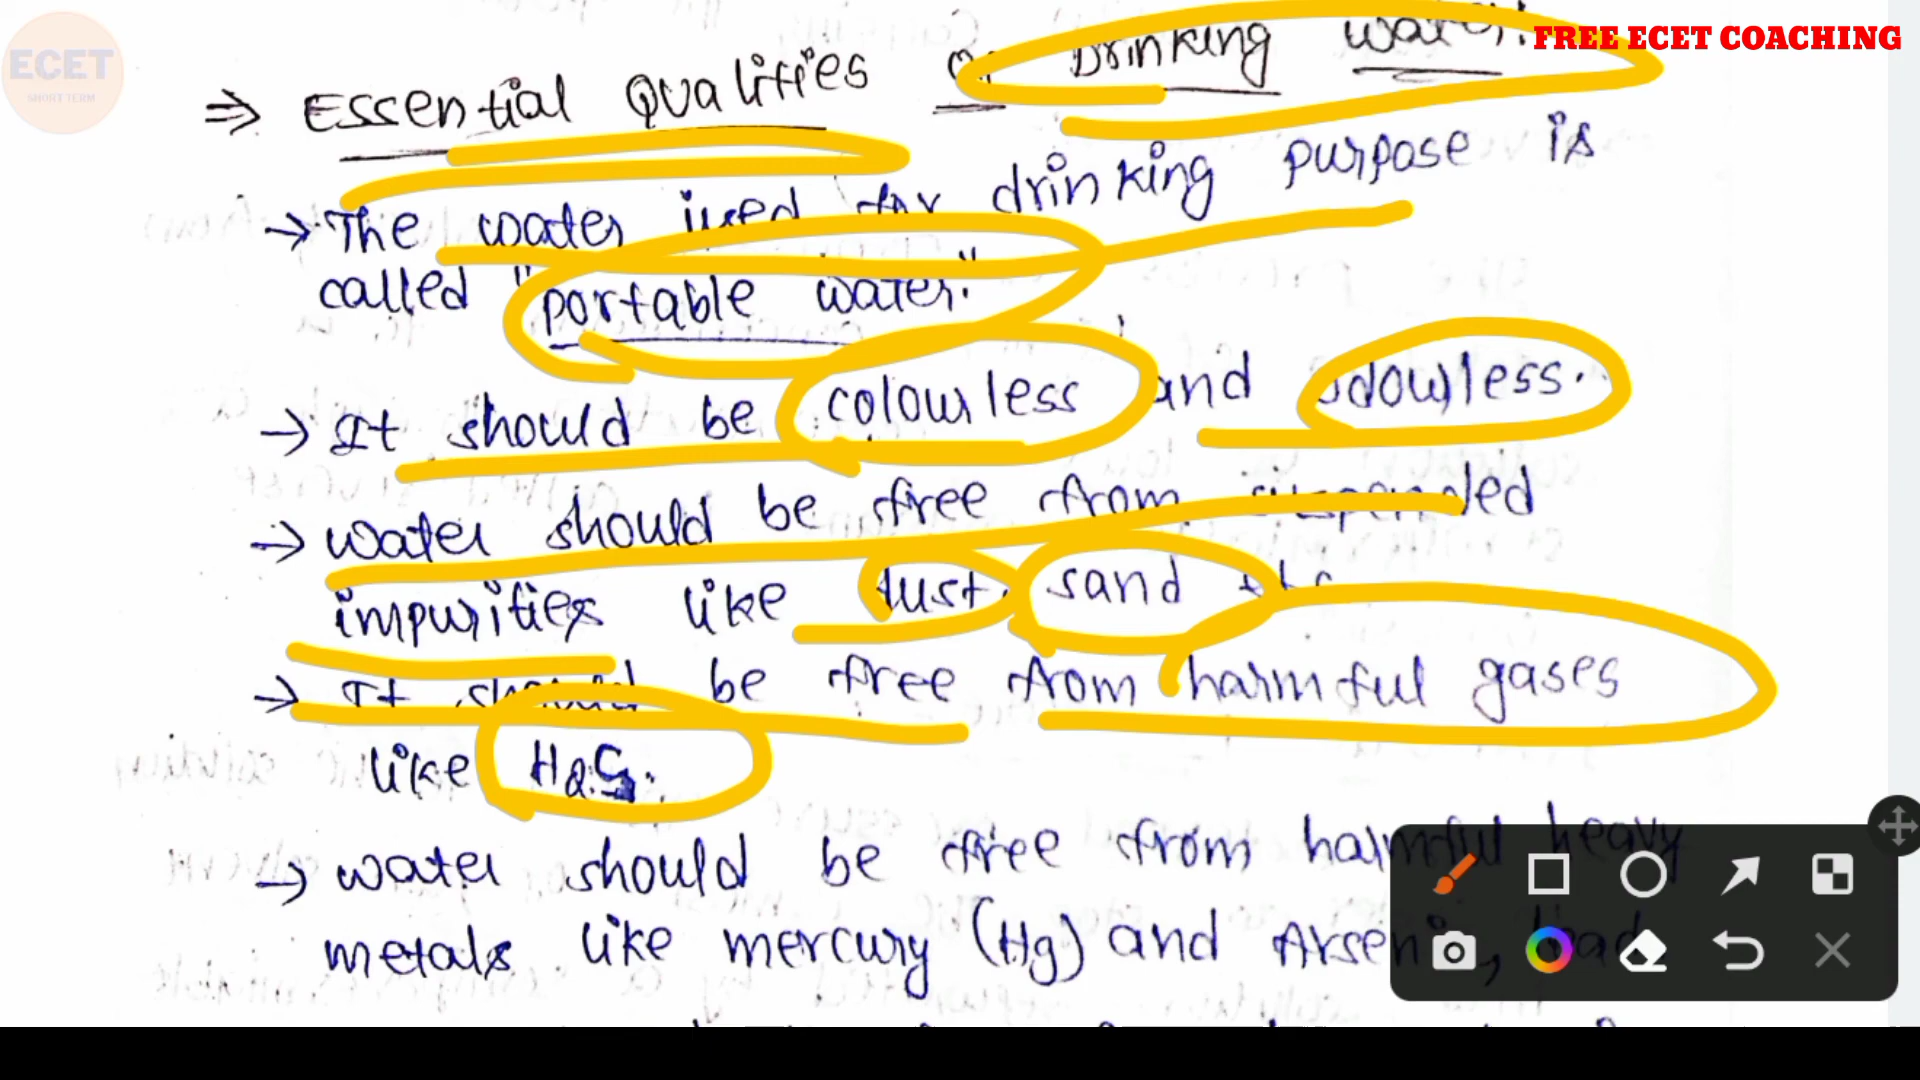 ECET
SHORT TERM
FREE ECET COACHING
⇒ Essential Qualities of Drinking water:
→ The water used for drinking purpose is
called "portable water."
→ It should be colourless and odourless.
→ water should be free from suspended
impurities like dust, sand etc
→ It should be free from harmful gases
like H2S.
→ water should be free from harmful heavy
metals like mercury (Hg) and Arsenic, lead